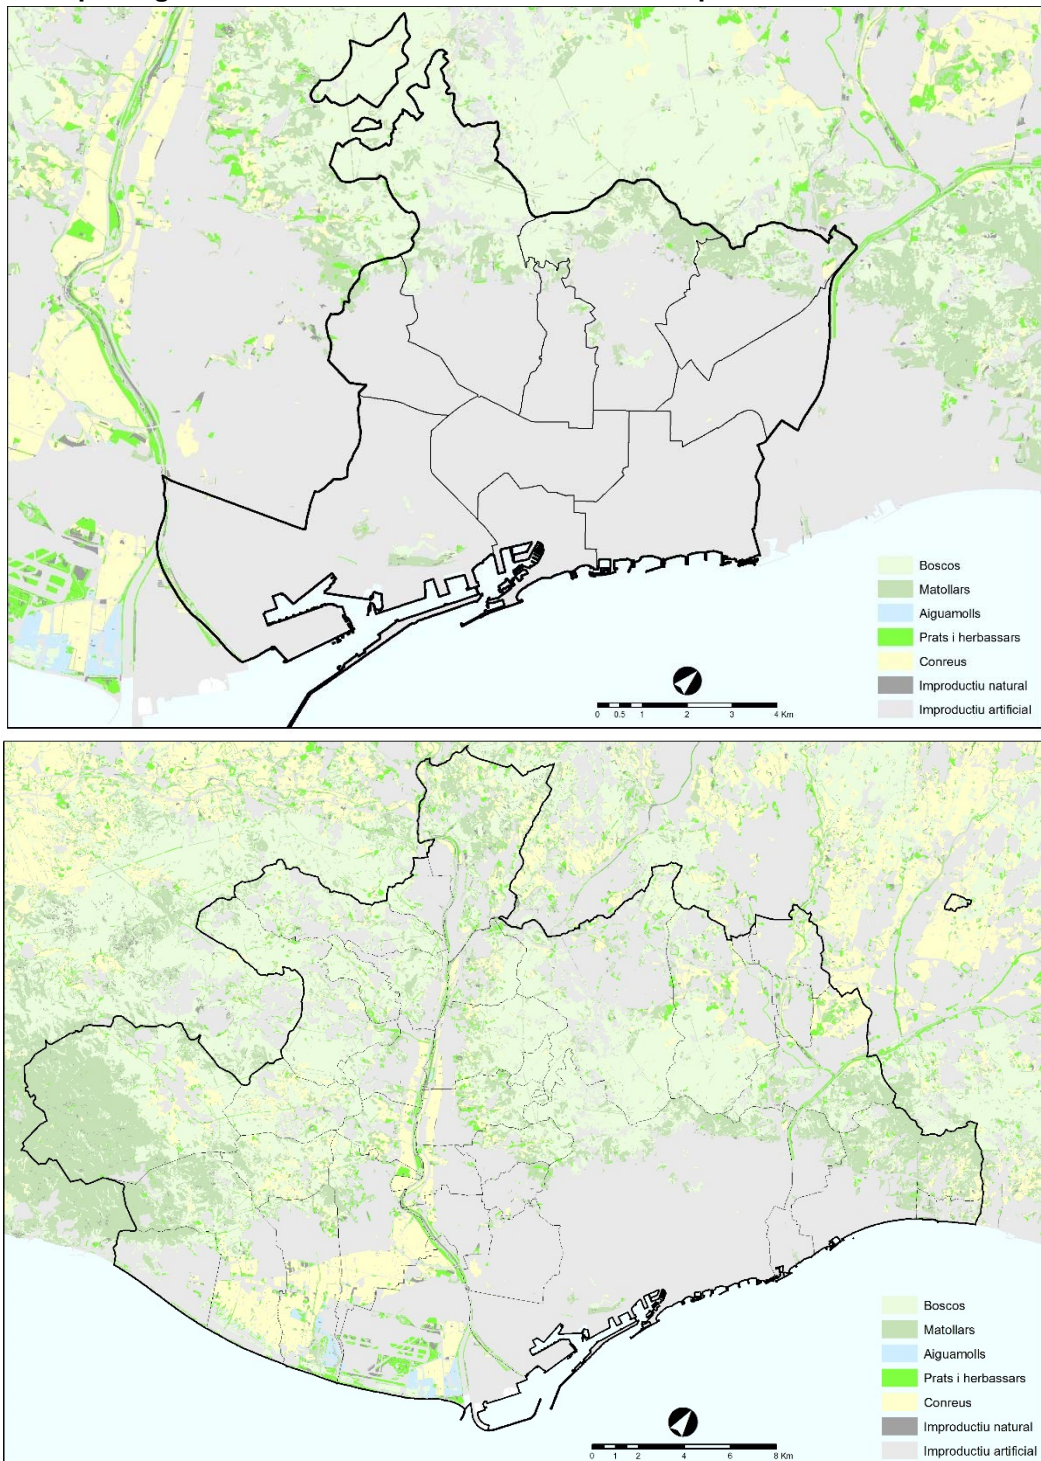 Boscos
Matollars
Aiguamolls
Prats i herbassars
Conreus
Improductiu natural
Improductiu artificial
0 0.5 1 2 3 4 Km
Boscos
Matollars
Aiguamolls
Prats i herbassars
Conreus
Improductiu natural
Improductiu artificial
0 1 2 4 6 8 Km